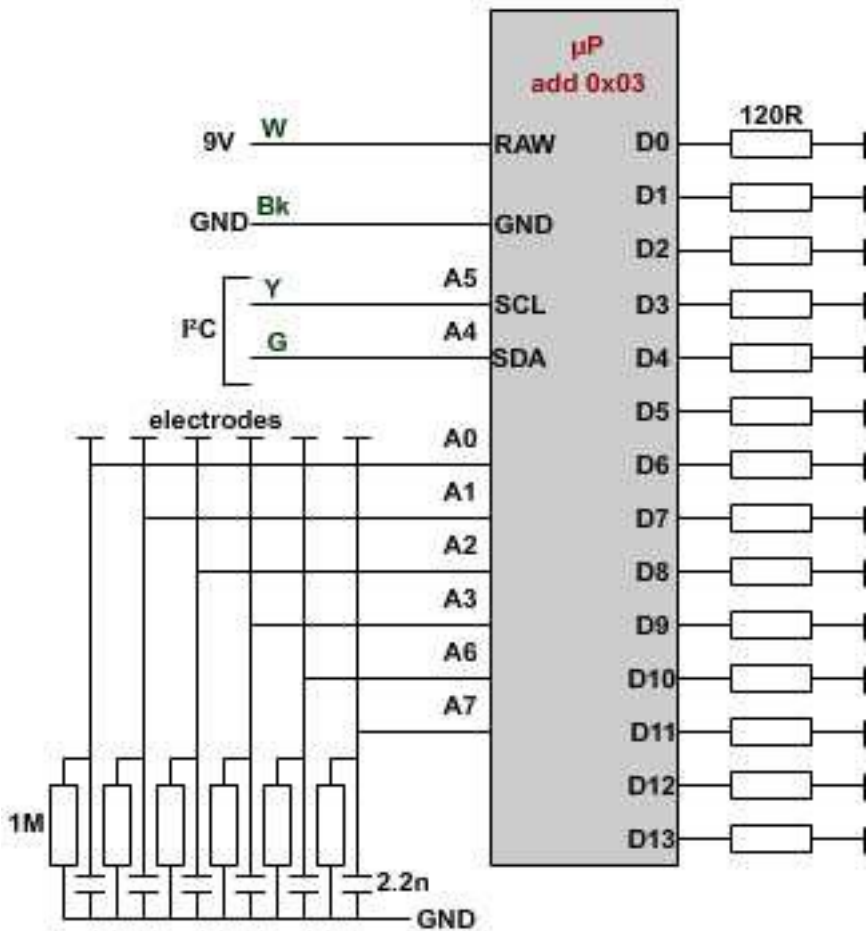 µP
add 0x03
120R
9V W RAW D0
D1
GND Bk GND D2
I²C
Y A5 SCL D3
G A4 SDA D4
electrodes
D5
A0 D6
A1 D7
A2 D8
A3 D9
A6 D10
A7 D11
D12
1M D13
2.2n
GND